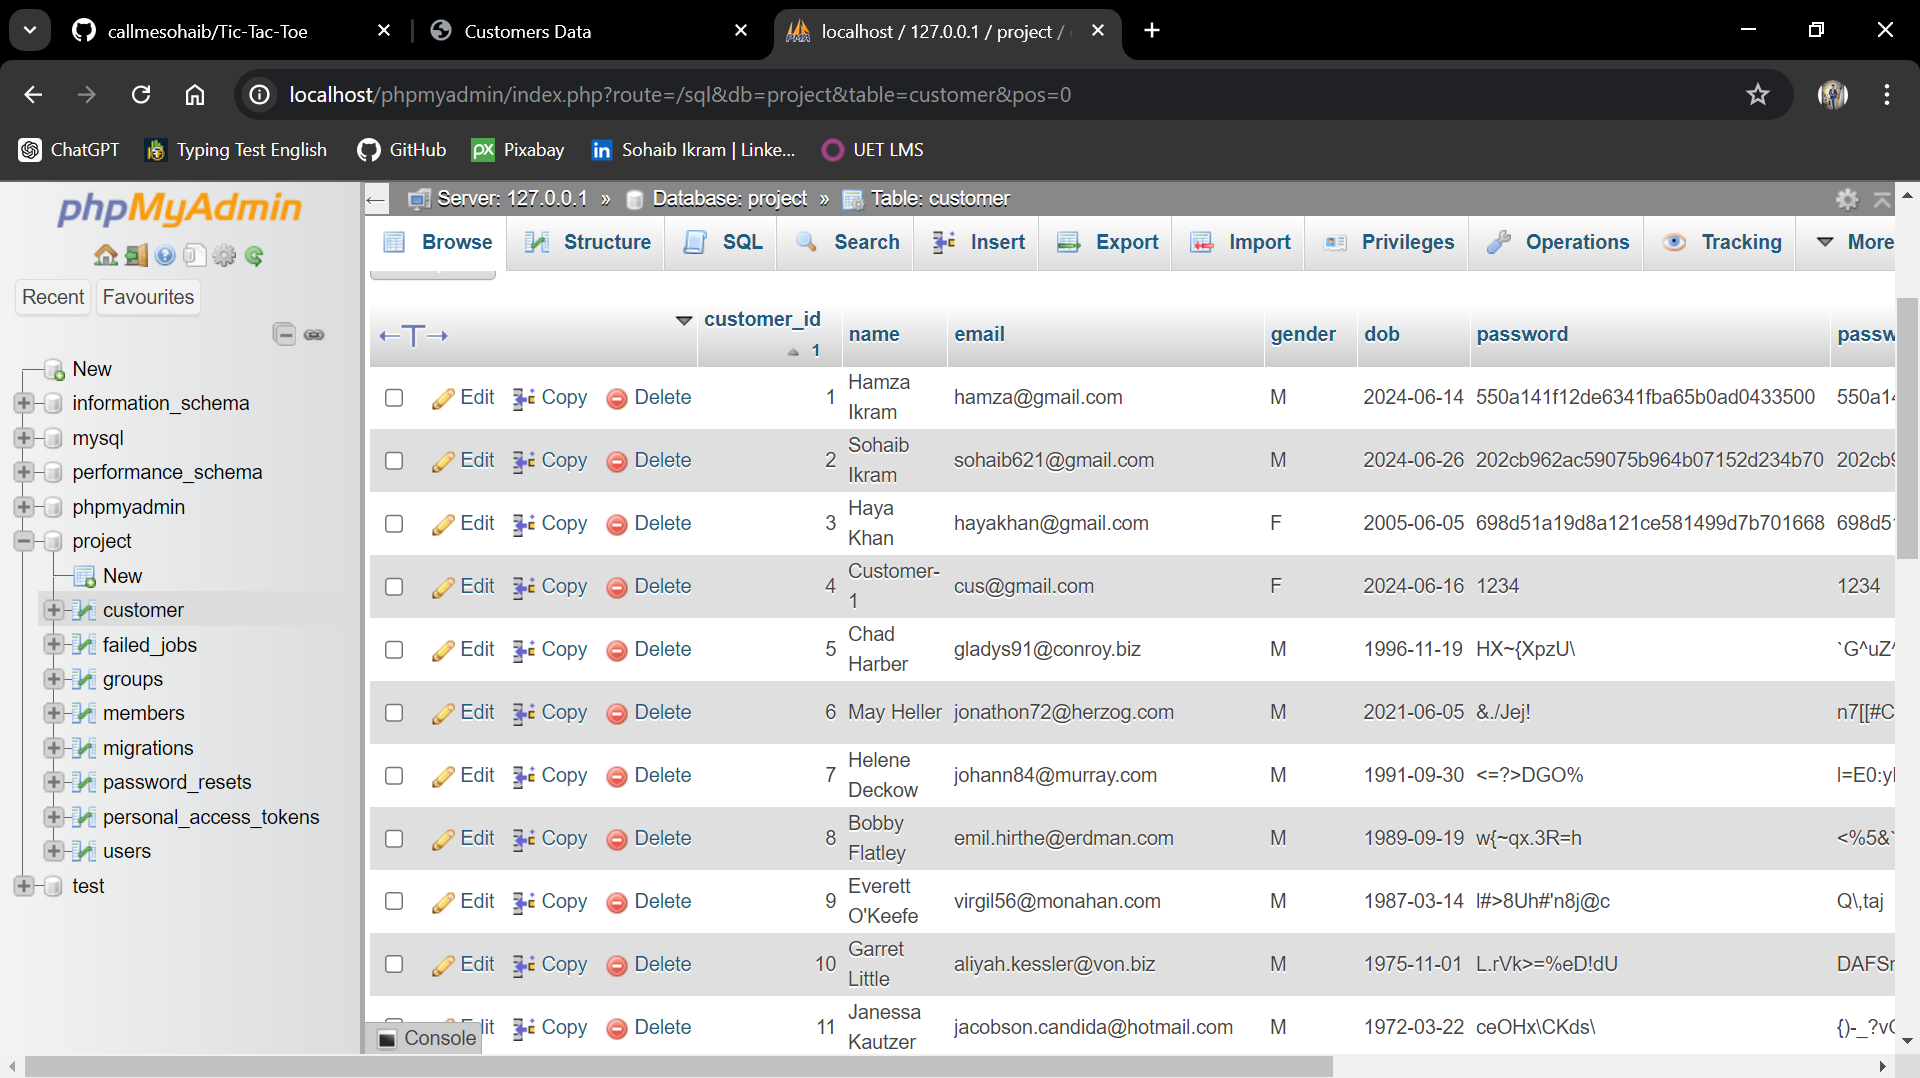 callmesohaib/Tic-Tac-Toe
Customers Data
localhost / 127.0.0.1 / project /
localhost/phpmyadmin/index.php?route=/sql&db=project&table=customer&pos=0
ChatGPT
Typing Test English
GitHub
Pixabay
Sohaib Ikram | Linke...
UET LMS
phpMyAdmin
Recent
Favourites
New
information_schema
mysql
performance_schema
phpmyadmin
project
New
customer
failed_jobs
groups
members
migrations
password_resets
personal_access_tokens
users
test
Server: 127.0.0.1 » Database: project » Table: customer
Browse Structure SQL Search Insert Export Import Privileges Operations Tracking More
customer_id 1 name email gender dob password passw
Edit Copy Delete 1 Hamza Ikram hamza@gmail.com M 2024-06-14 550a141f12de6341fba65b0ad0433500 550a14
Edit Copy Delete 2 Sohaib Ikram sohaib621@gmail.com M 2024-06-26 202cb962ac59075b964b07152d234b70 202cb9
Edit Copy Delete 3 Haya Khan hayakhan@gmail.com F 2005-06-05 698d51a19d8a121ce581499d7b701668 698d51
Edit Copy Delete 4 Customer-1 cus@gmail.com F 2024-06-16 1234 1234
Edit Copy Delete 5 Chad Harber gladys91@conroy.biz M 1996-11-19 HX~{XpzU\ `G^uZ^
Edit Copy Delete 6 May Heller jonathon72@herzog.com M 2021-06-05 &./Jej! n7[[#C
Edit Copy Delete 7 Helene Deckow johann84@murray.com M 1991-09-30 <=?>DGO%
Edit Copy Delete 8 Bobby Flatley emil.hirthe@erdman.com M 1989-09-19 w{~qx.3R=h <%5&`
Edit Copy Delete 9 Everett O'Keefe virgil56@monahan.com M 1987-03-14 l#>8Uh#'n8j@c Q\,taj
Edit Copy Delete 10 Garret Little aliyah.kessler@von.biz M 1975-11-01 L.rVk>=%eD!dU DAFSr
Copy Delete 11 Janessa Kautzer jacobson.candida@hotmail.com M 1972-03-22 ceOHx\CKds\
Console